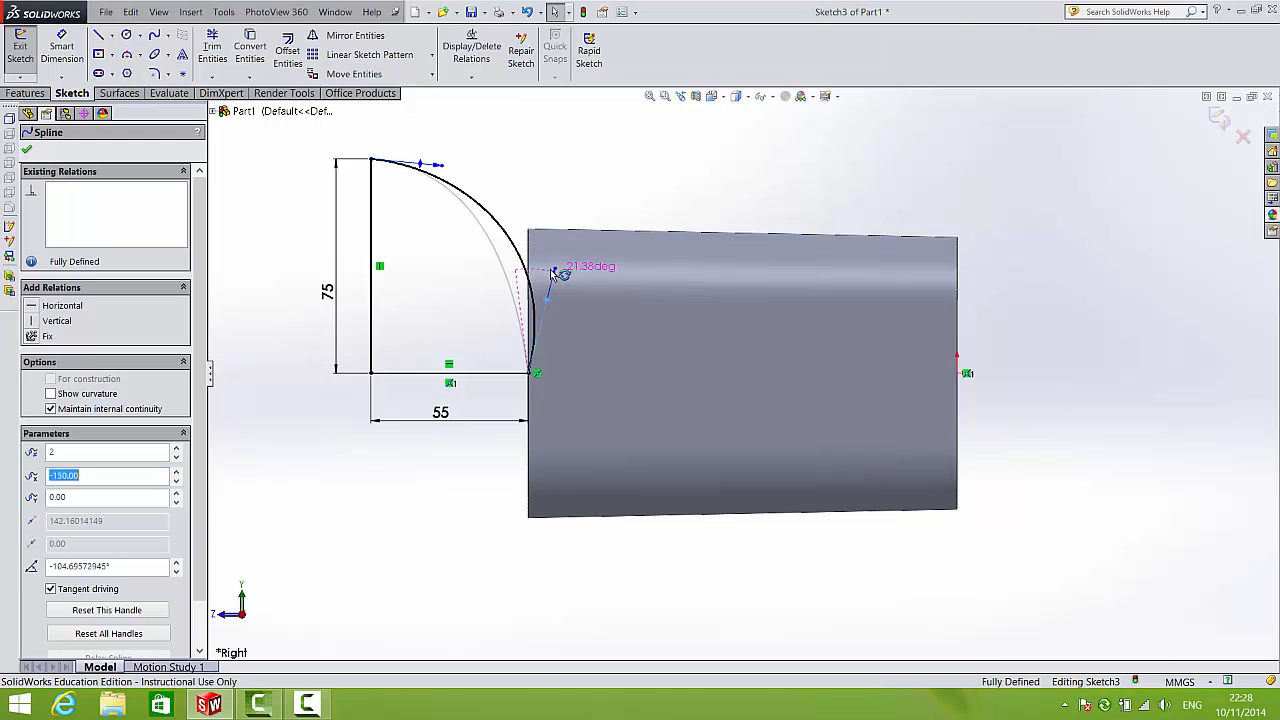 SOLIDWORKS File Edit View Insert Tools PhotoView 360 Window Help Sketch3 of Part1 * Search SolidWorks Help
Exit Sketch
Smart Dimension
Trim Entities
Convert Entities
Offset Entities
Mirror Entities
Linear Sketch Pattern
Move Entities
Display/Delete Relations
Repair Sketch
Quick Snaps
Rapid Sketch
Features Sketch Surfaces Evaluate DimXpert Render Tools Office Products
Part1 (Default<<Def...
Spline ?
Existing Relations
Fully Defined
Add Relations
Horizontal
Vertical
Fix
Options
For construction
Show curvature
Maintain internal continuity
Parameters
2
-150.00
0.00
142.16014149
0.00
-104.69572945°
Tangent driving
Reset This Handle
Reset All Handles
Relax Spline
75
55
21.38deg
Y
Z
*Right
Model Motion Study 1
SolidWorks Education Edition - Instructional Use Only Fully Defined Editing Sketch3 MMGS
ENG 22:28
10/11/2014